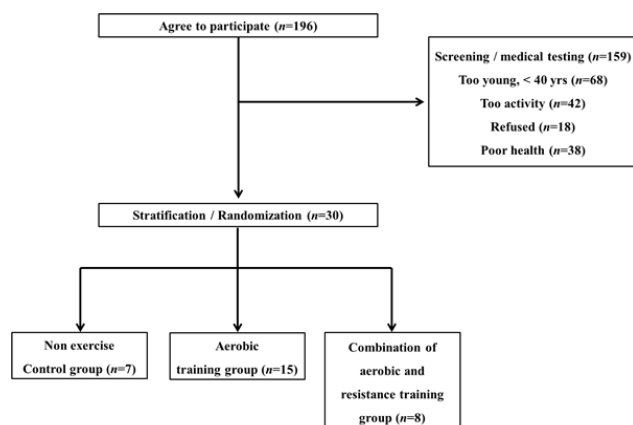 Agree to participate (n=196)
Screening / medical testing (n=159)
Too young, < 40 yrs (n=68)
Too activity (n=42)
Refused (n=18)
Poor health (n=38)
Stratification / Randomization (n=30)
Non exercise
Control group (n=7)
Aerobic
training group (n=15)
Combination of
aerobic and
resistance training
group (n=8)